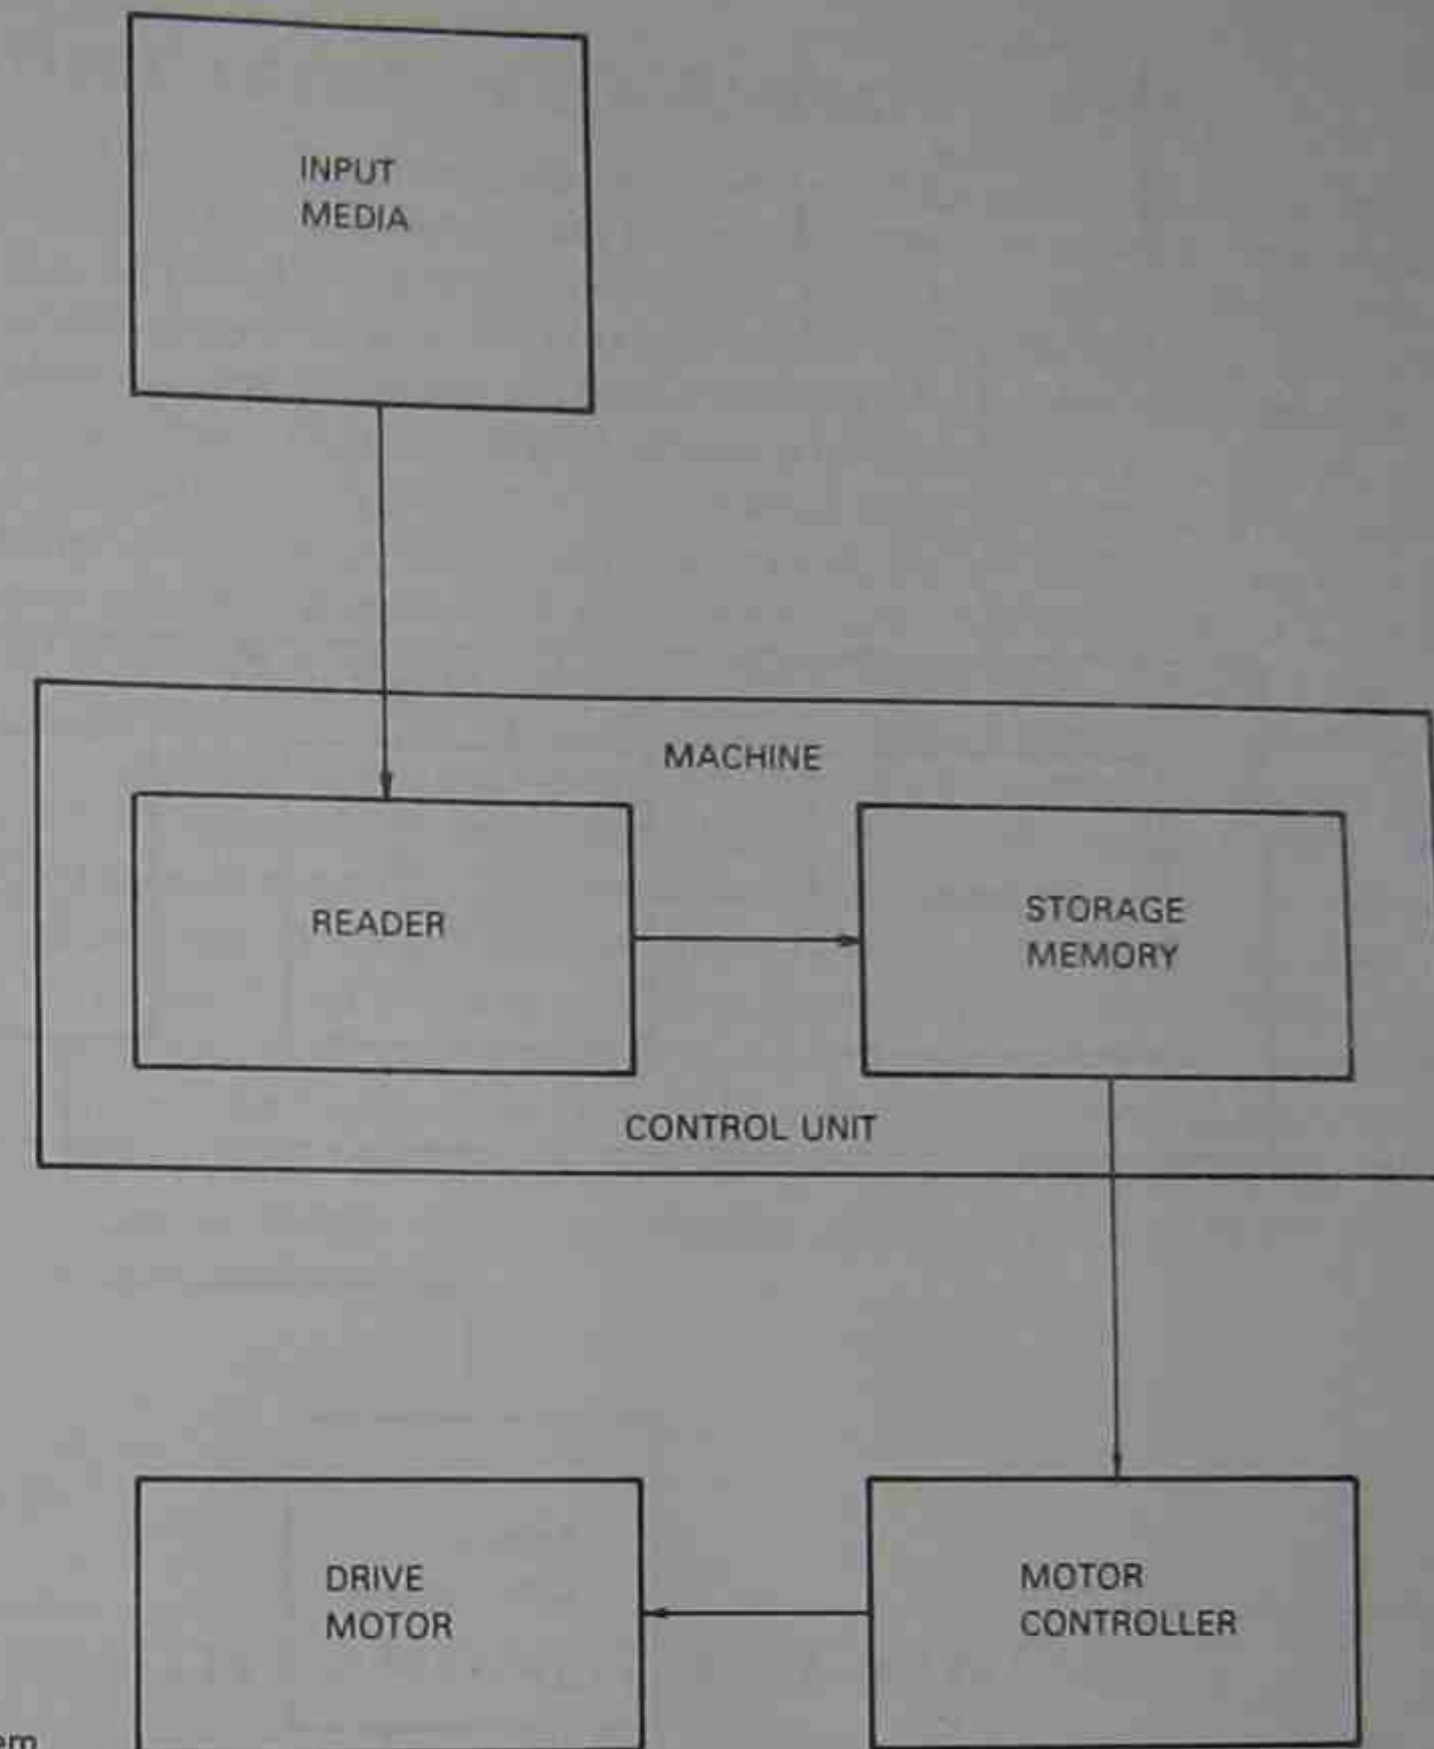 INPUT
MEDIA
MACHINE
READER
STORAGE
MEMORY
CONTROL UNIT
DRIVE
MOTOR
MOTOR
CONTROLLER